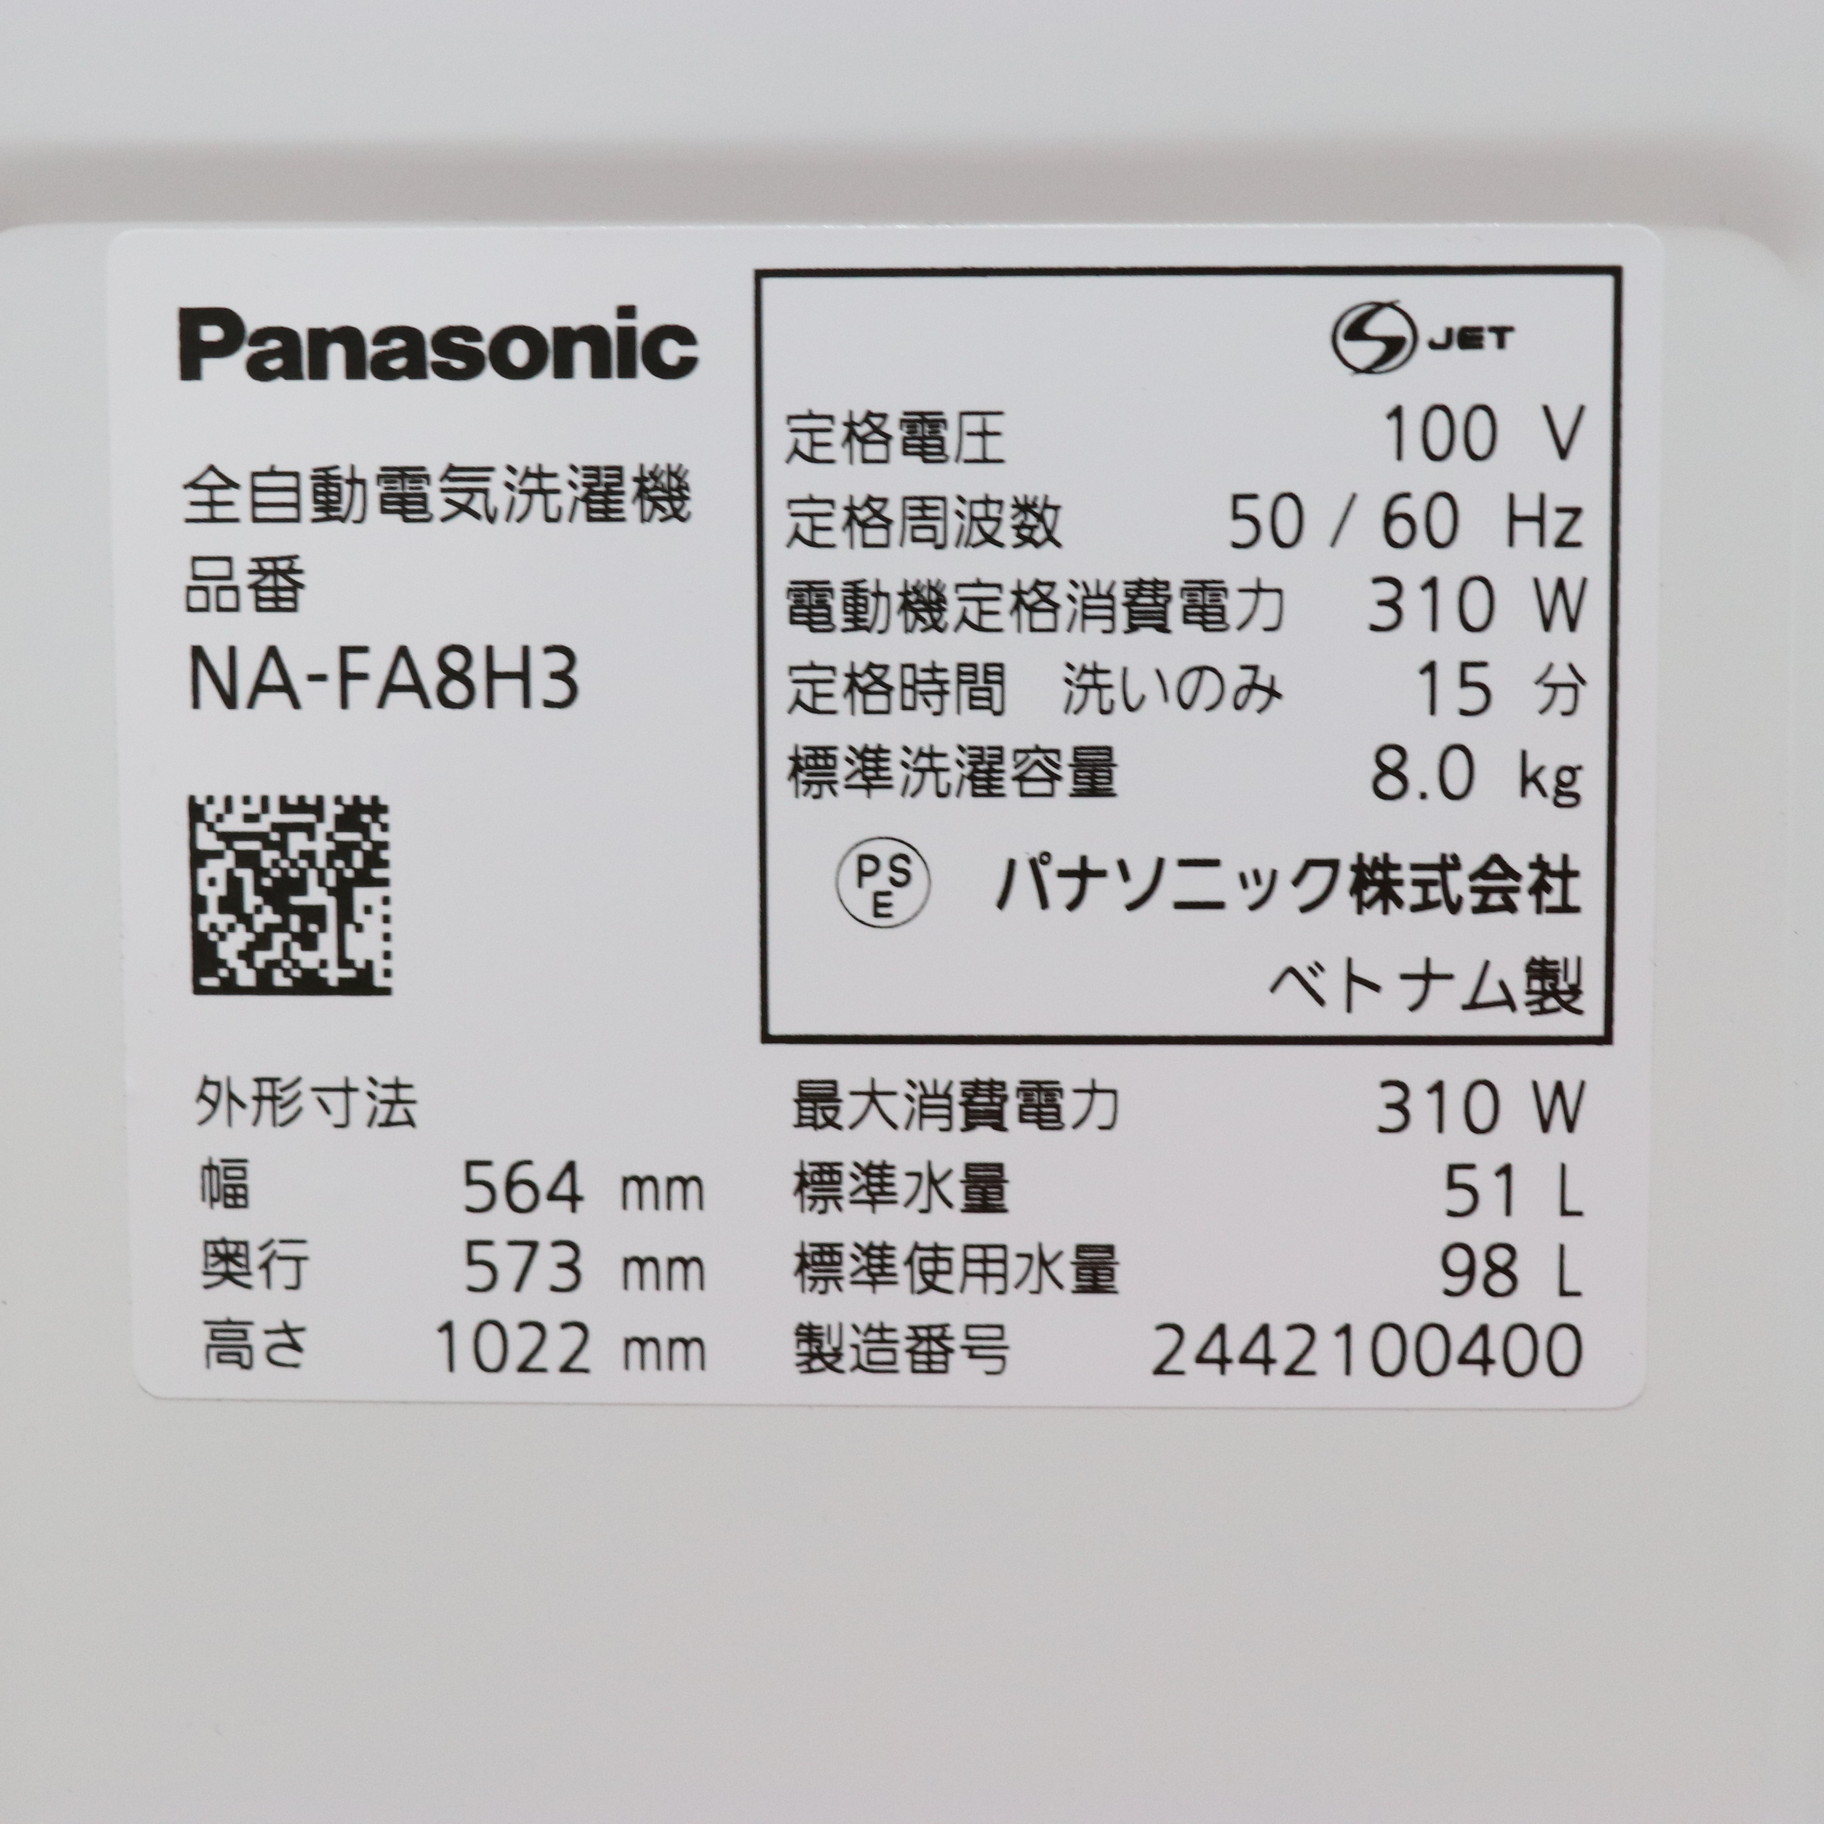 Panasonic
全自動電気洗濯機
品番
NA-FA8H3
JET
定格電圧 100 V
定格周波数 50 / 60 Hz
電動機定格消費電力 310 W
定格時間 洗いのみ 15 分
標準洗濯容量 8.0 kg
PSE パナソニック株式会社
ベトナム製
外形寸法
幅 564 mm
奥行 573 mm
高さ 1022 mm
最大消費電力 310 W
標準水量 51 L
標準使用水量 98 L
製造番号 2442100400